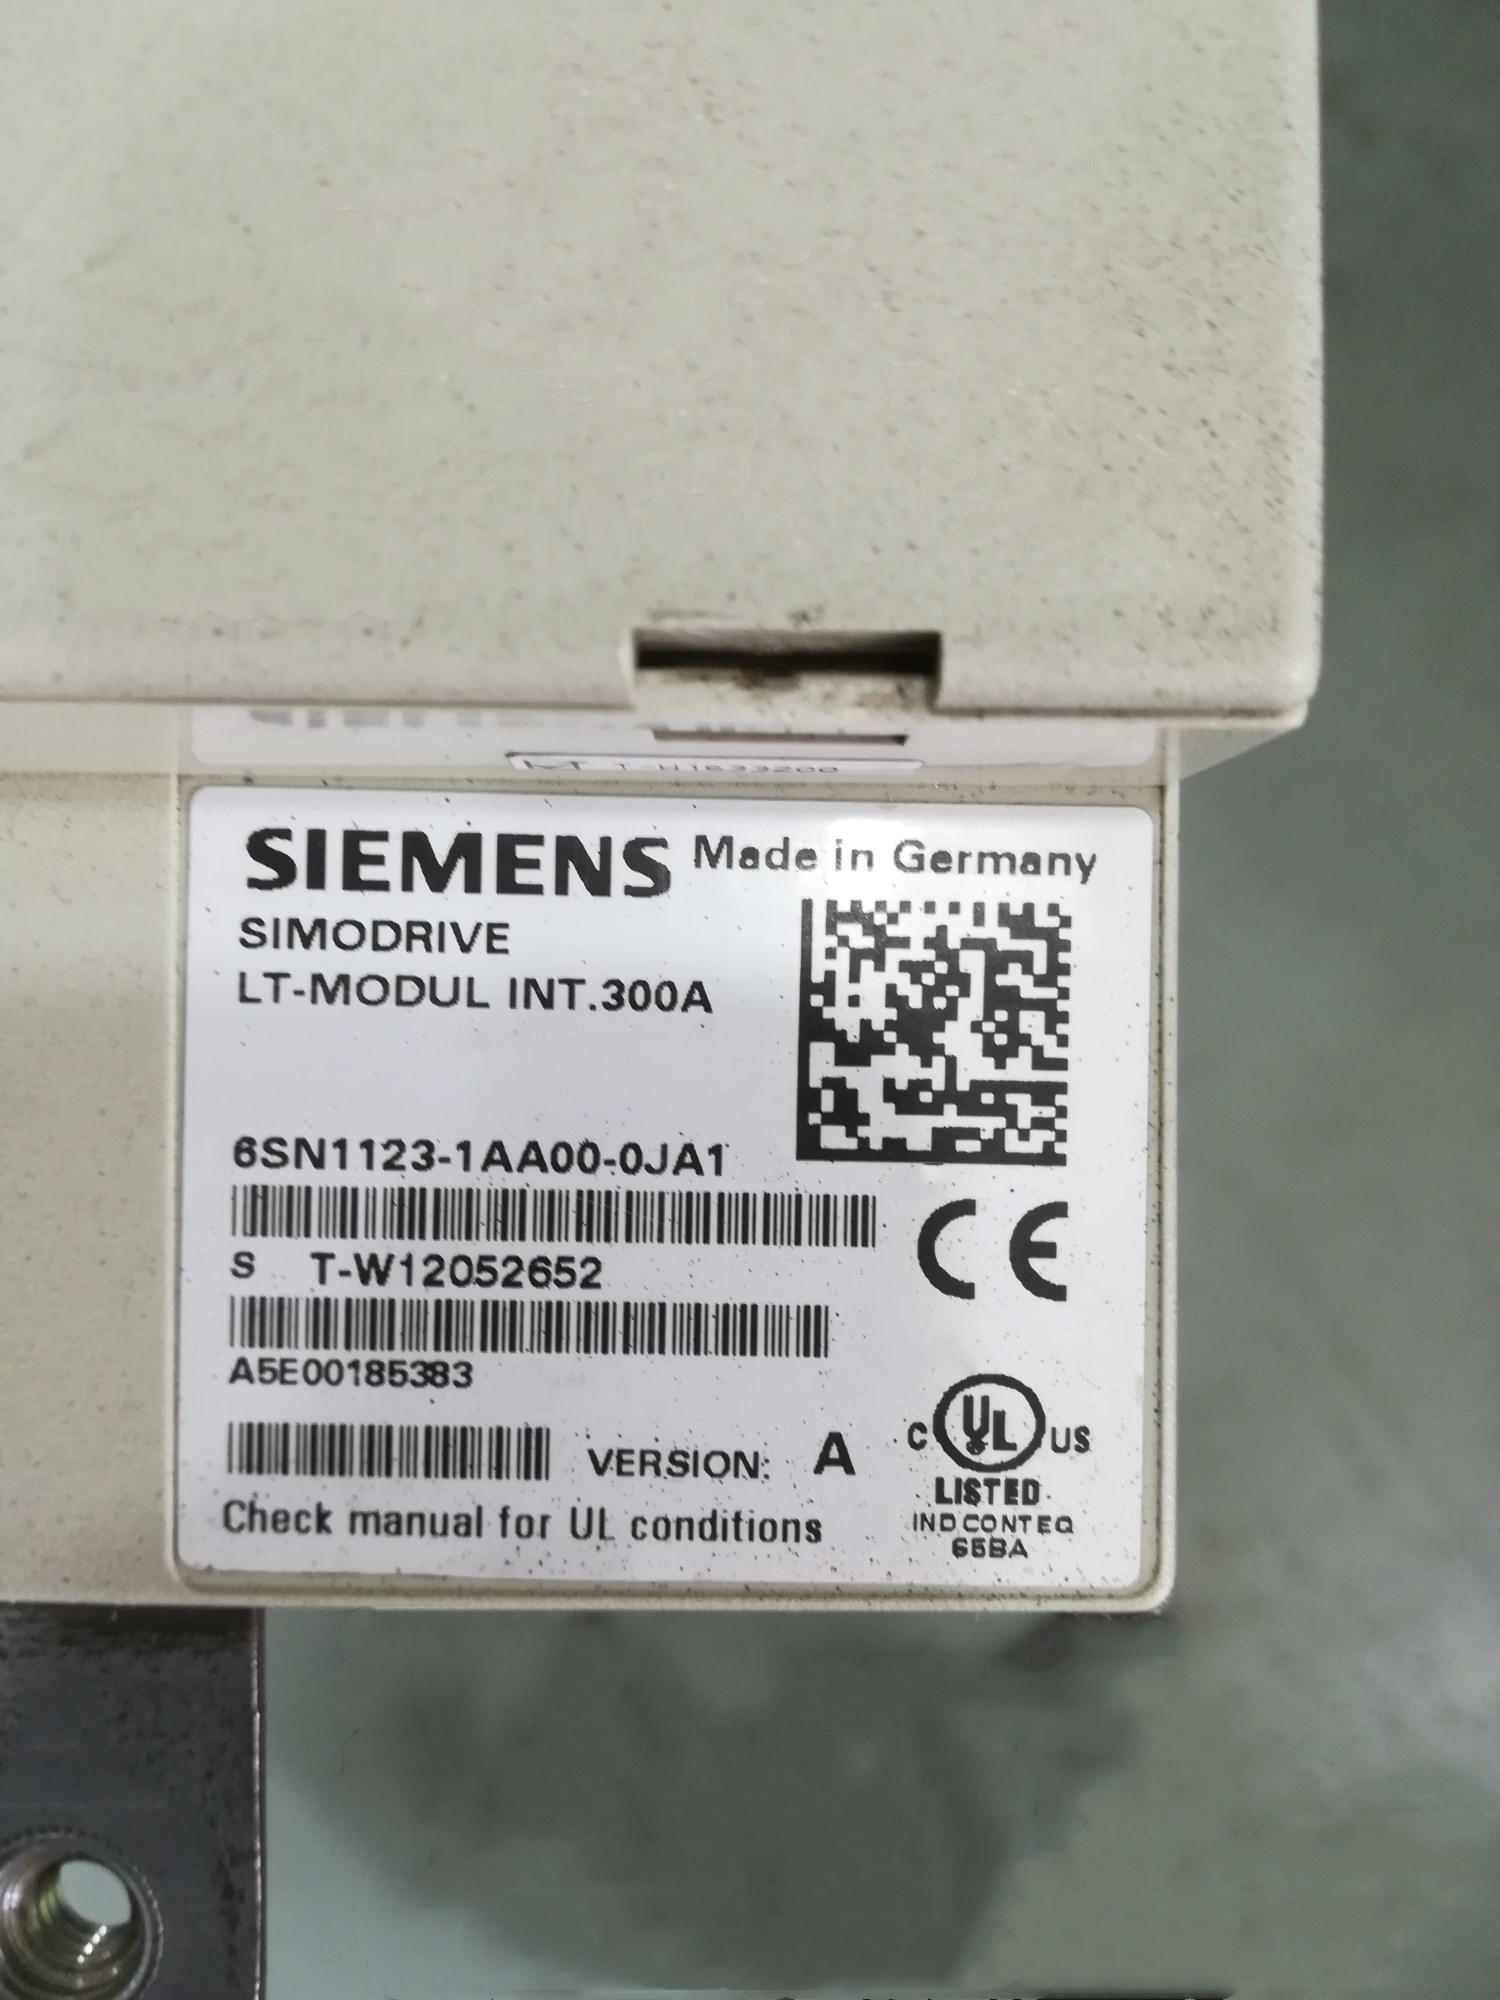 SIEMENS Made in Germany
SIMODRIVE
LT-MODUL INT.300A
6SN1123-1AA00-0JA1
S T-W12052652
A5E00185383
VERSION: A
Check manual for UL conditions
CE
C UL US
LISTED
IND CONT EQ
65BA